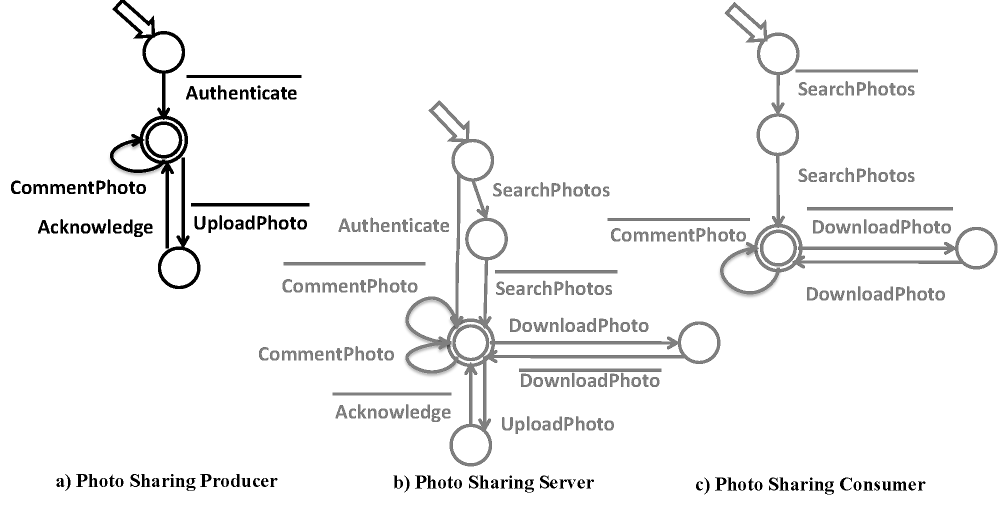 Authenticate
CommentPhoto
Acknowledge
UploadPhoto
a) Photo Sharing Producer
SearchPhotos
Authenticate
CommentPhoto
SearchPhotos
DownloadPhoto
CommentPhoto
DownloadPhoto
Acknowledge
UploadPhoto
b) Photo Sharing Server
SearchPhotos
SearchPhotos
CommentPhoto
DownloadPhoto
DownloadPhoto
c) Photo Sharing Consumer